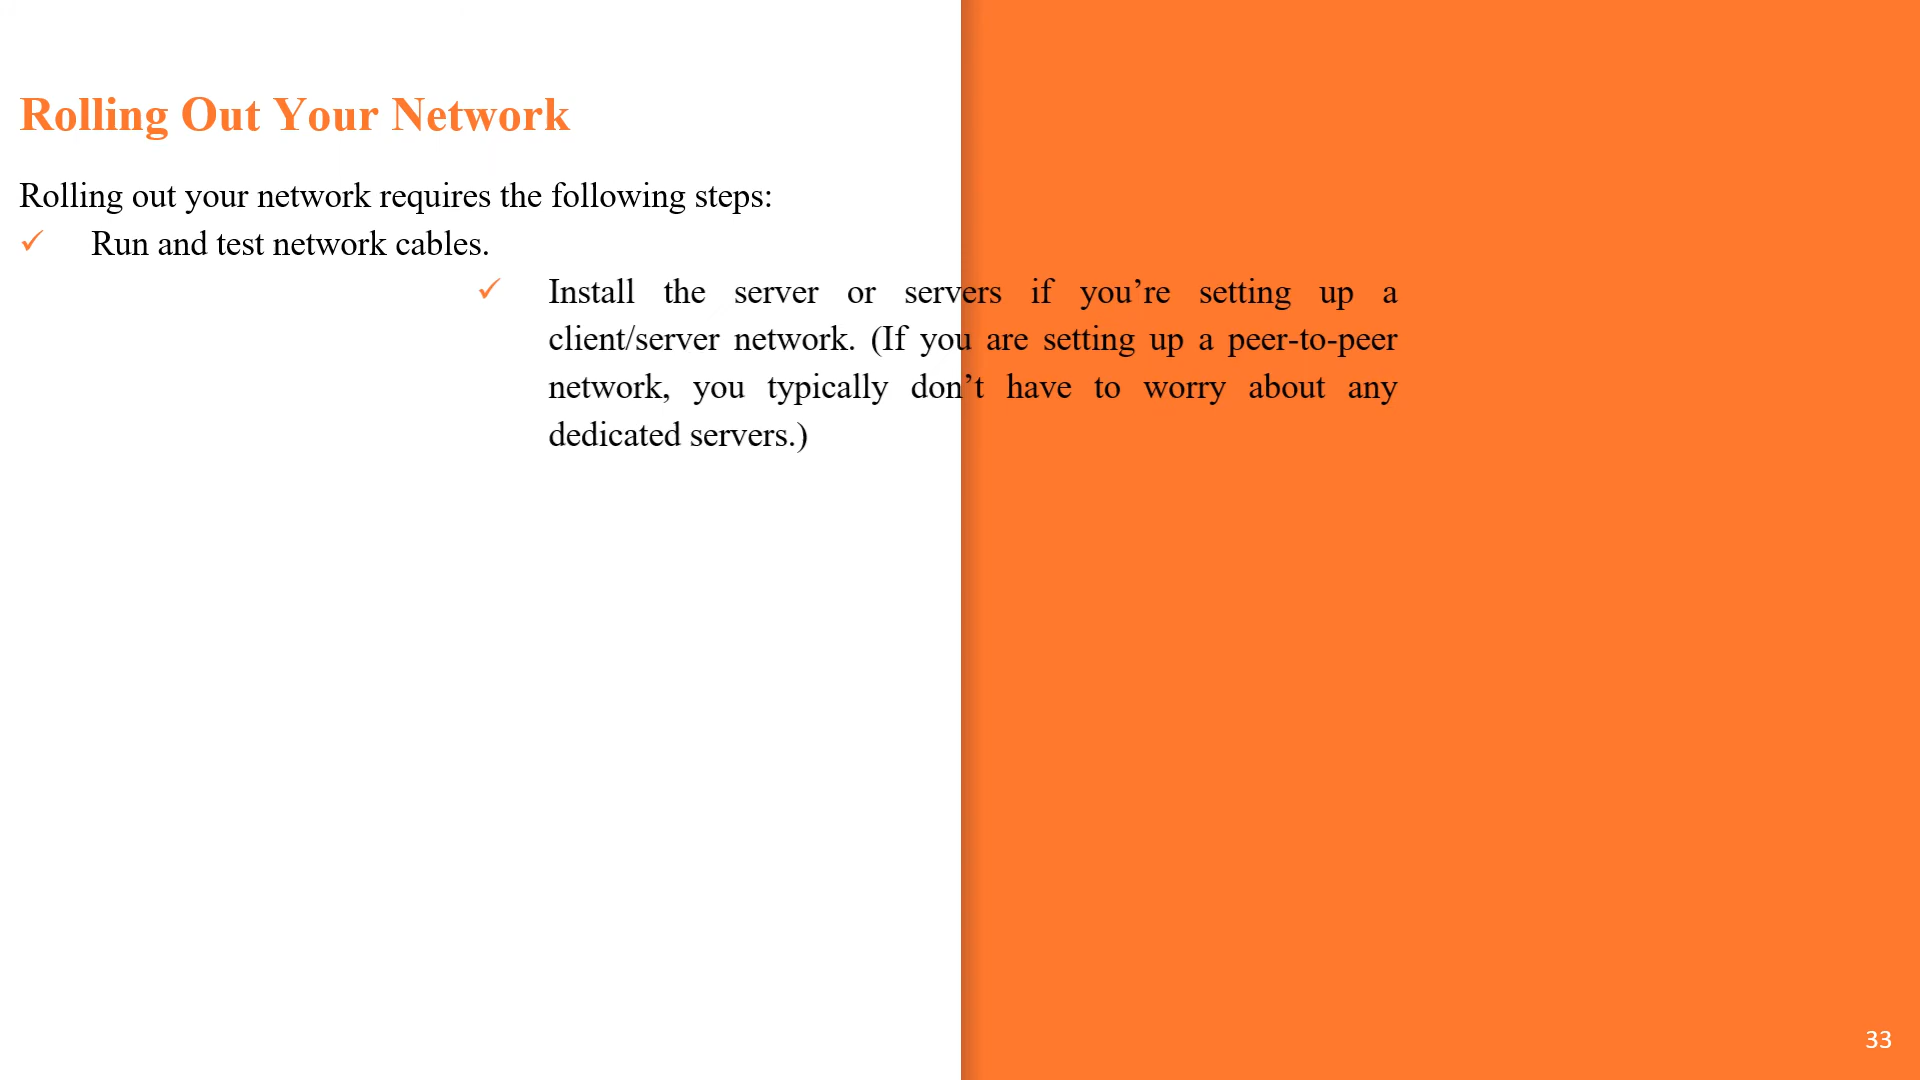 Rolling Out Your Network
Rolling out your network requires the following steps:
✓ Run and test network cables.
✓ Install the server or servers if you’re setting up a
client/server network. (If you are setting up a peer-to-peer
network, you typically don’t have to worry about any
dedicated servers.)
33